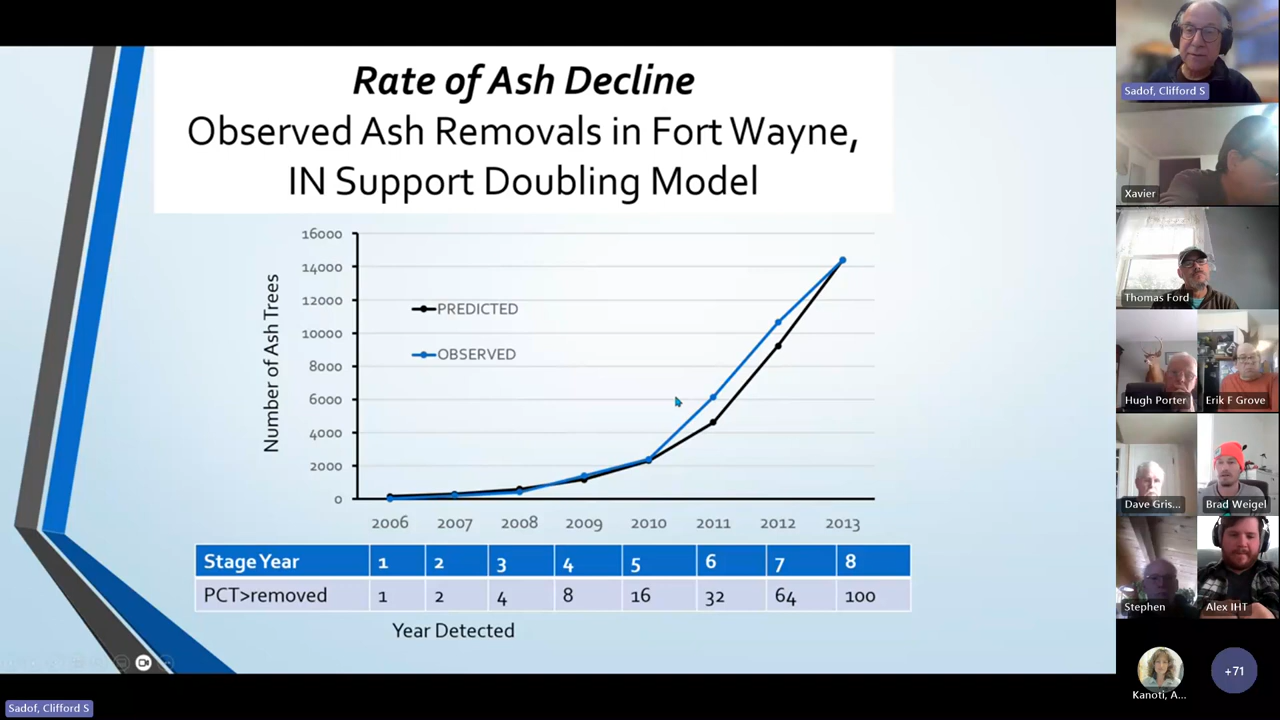 Rate of Ash Decline
Observed Ash Removals in Fort Wayne,
IN Support Doubling Model
Number of Ash Trees
16000
14000
12000
10000
8000
6000
4000
2000
0
PREDICTED
OBSERVED
2006 2007 2008 2009 2010 2011 2012 2013
Stage Year 1 2 3 4 5 6 7 8
PCT>removed 1 2 4 8 16 32 64 100
Year Detected
Sadof, Clifford S
Sadof, Clifford S
Xavier
Thomas Ford
Hugh Porter
Erik F Grove
Dave Gris...
Brad Weigel
Stephen
Alex IHT
Kanoti, A...
+71